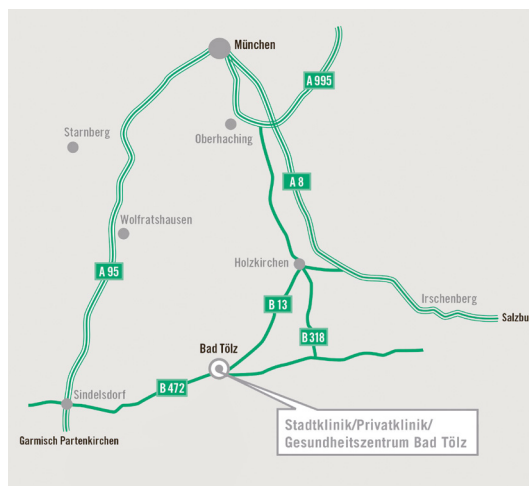 München
A 995
Starnberg
Oberhaching
A 8
Wolfratshausen
A 95
Holzkirchen
Irschenberg
B 13
Salzbu
B 318
Bad Tölz
B 472
Sindelsdorf
Stadtklinik/Privatklinik/
Gesundheitszentrum Bad Tölz
Garmisch Partenkirchen